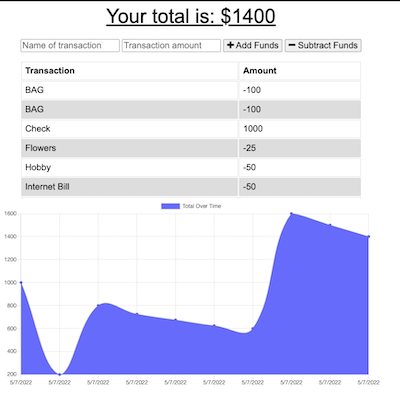 Your total is: $1400
Name of transaction Transaction amount + Add Funds − Subtract Funds
Transaction Amount
BAG -100
BAG -100
Check 1000
Flowers -25
Hobby -50
Internet Bill -50
Total Over Time
1600
1400
1200
1000
800
600
400
200
5/7/2022 5/7/2022 5/7/2022 5/7/2022 5/7/2022 5/7/2022 5/7/2022 5/7/2022 5/7/2022 5/7/2022